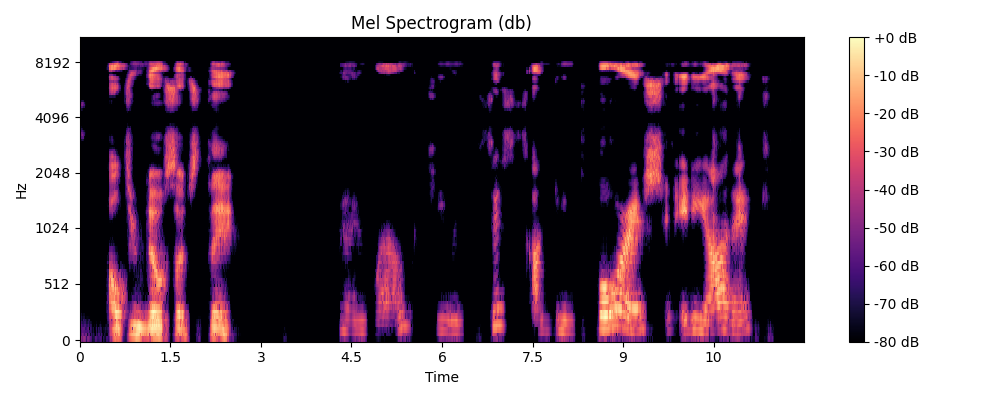 Mel Spectrogram (db)
+0 dB
8192
-10 dB
4096
-20 dB
-30 dB
Hz
2048
-40 dB
1024
-50 dB
-60 dB
512
-70 dB
0
-80 dB
0 1.5 3 4.5 6 7.5 9 10
Time